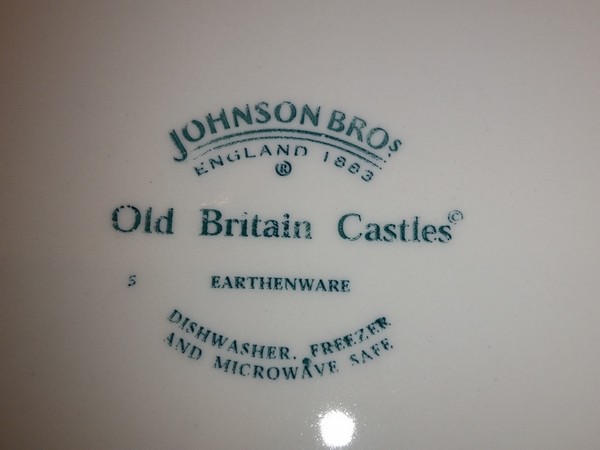 JOHNSON BROS
ENGLAND 1883
®
Old Britain Castles©
5 EARTHENWARE
DISHWASHER, FREEZER
AND MICROWAVE SAFE